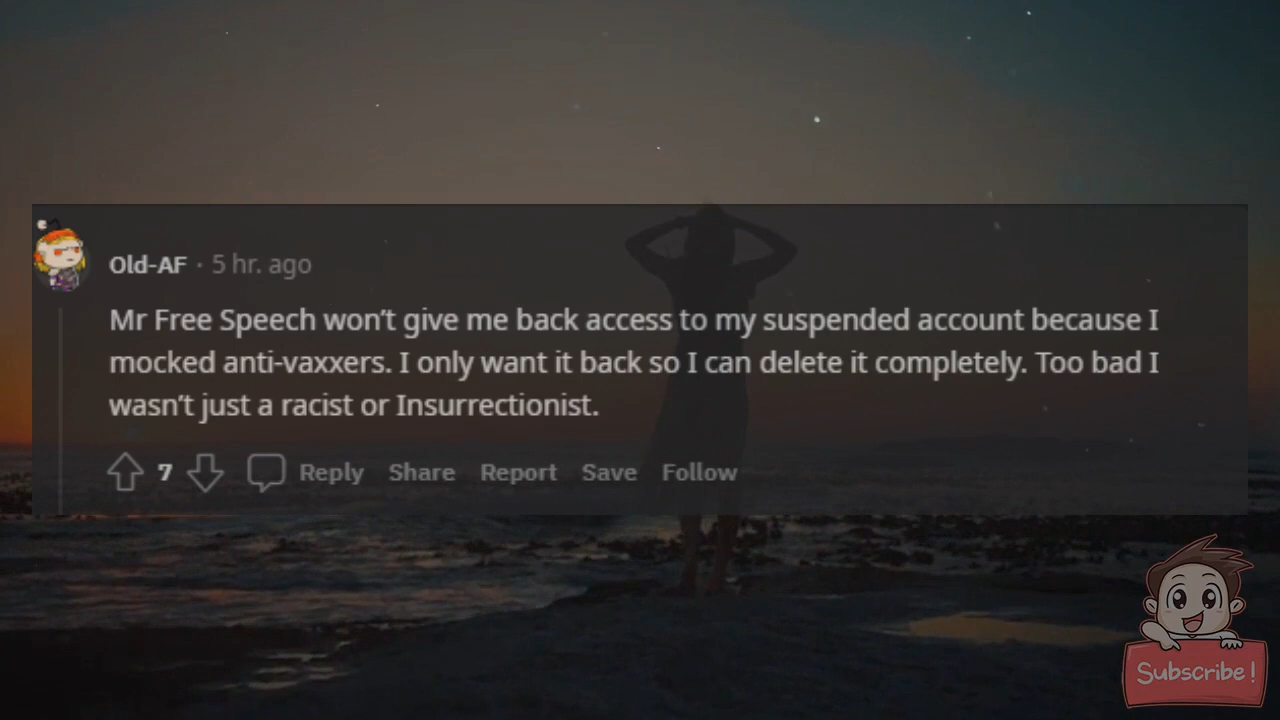 Old-AF · 5 hr. ago
Mr Free Speech won’t give me back access to my suspended account because I
mocked anti-vaxxers. I only want it back so I can delete it completely. Too bad I
wasn’t just a racist or Insurrectionist.
7 Reply Share Report Save Follow
Subscribe!